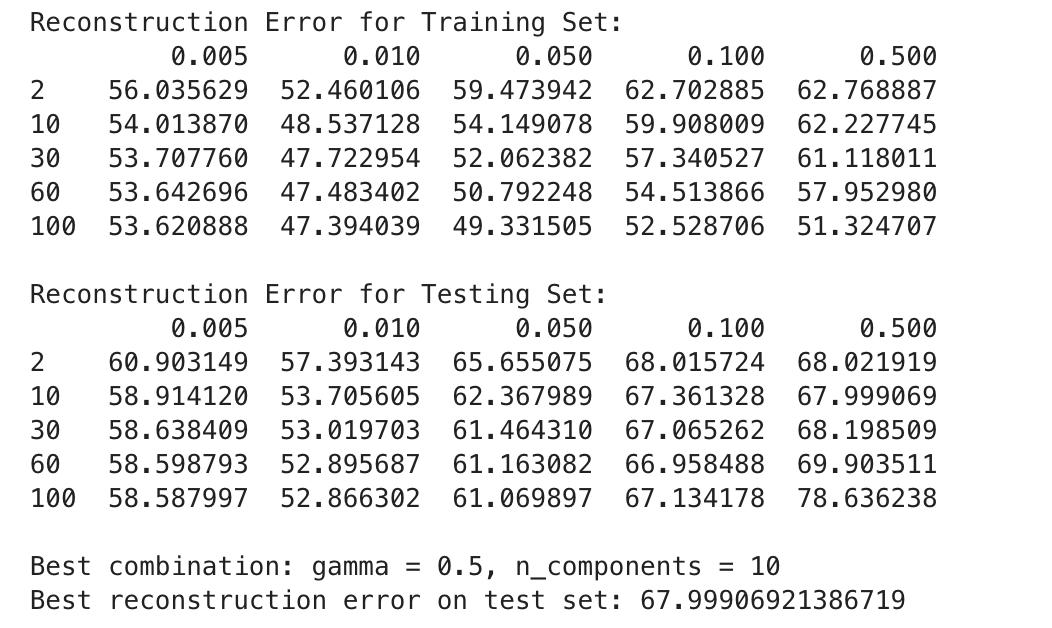 Reconstruction Error for Training Set:
0.005 0.010 0.050 0.100 0.500
2 56.035629 52.460106 59.473942 62.702885 62.768887
10 54.013870 48.537128 54.149078 59.908009 62.227745
30 53.707760 47.722954 52.062382 57.340527 61.118011
60 53.642696 47.483402 50.792248 54.513866 57.952980
100 53.620888 47.394039 49.331505 52.528706 51.324707
Reconstruction Error for Testing Set:
0.005 0.010 0.050 0.100 0.500
2 60.903149 57.393143 65.655075 68.015724 68.021919
10 58.914120 53.705605 62.367989 67.361328 67.999069
30 58.638409 53.019703 61.464310 67.065262 68.198509
60 58.598793 52.895687 61.163082 66.958488 69.903511
100 58.587997 52.866302 61.069897 67.134178 78.636238
Best combination: gamma = 0.5, n_components = 10
Best reconstruction error on test set: 67.99906921386719